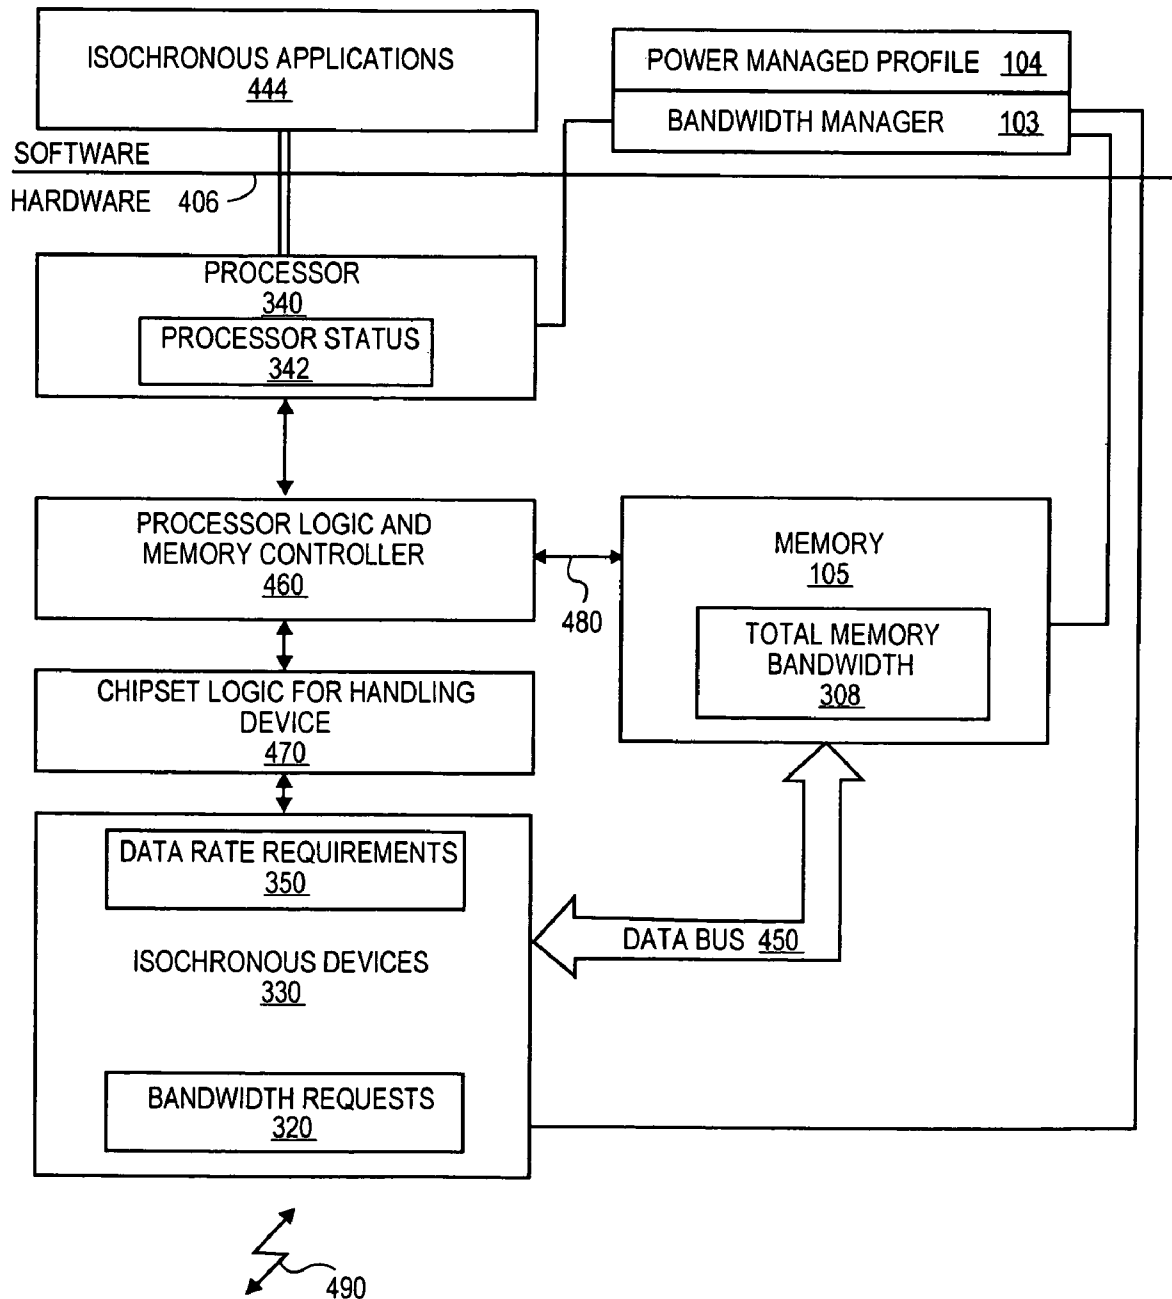 ISOCHRONOUS APPLICATIONS
444
POWER MANAGED PROFILE 104
BANDWIDTH MANAGER 103
SOFTWARE
HARDWARE 406
PROCESSOR
340
PROCESSOR STATUS
342
PROCESSOR LOGIC AND
MEMORY CONTROLLER
460
480
MEMORY
105
TOTAL MEMORY
BANDWIDTH
308
CHIPSET LOGIC FOR HANDLING
DEVICE
470
DATA RATE REQUIREMENTS
350
ISOCHRONOUS DEVICES
330
DATA BUS 450
BANDWIDTH REQUESTS
320
490